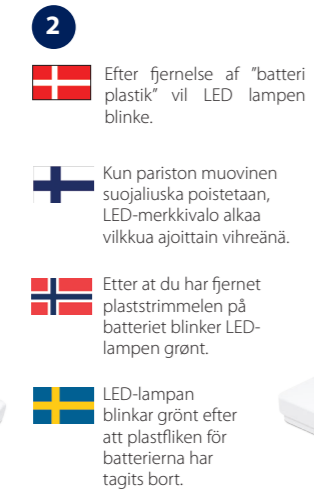 2
Efter fjernelse af "batteri
plastik" vil LED lampen
blinke.
Kun pariston muovinen
suojaliuska poistetaan,
LED-merkkivalo alkaa
vilkkua ajoittain vihreänä.
Etter at du har fjernet
plaststrimmelen på
batteriet blinker LED-
lampen grønt.
LED-lampan
blinkar grönt efter
att plastfliken för
batterierna har
tagits bort.